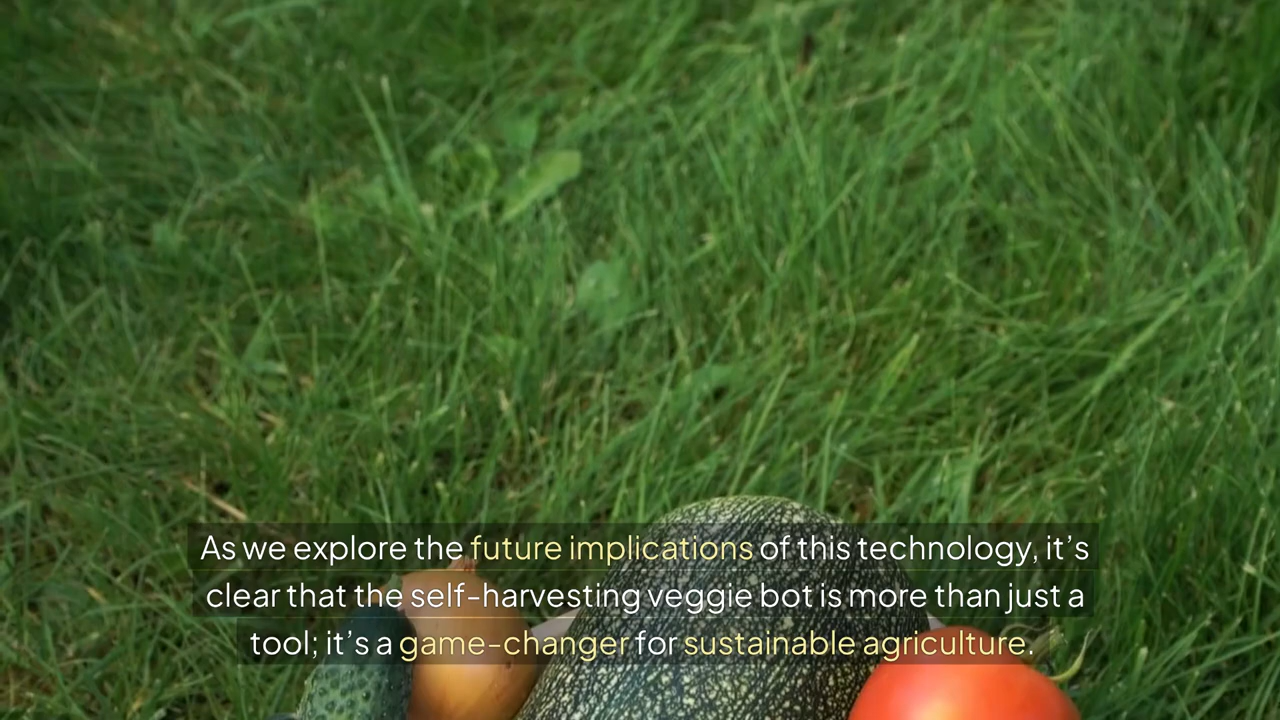 As we explore the future implications of this technology, it’s
clear that the self-harvesting veggie bot is more than just a
tool; it’s a game-changer for sustainable agriculture.